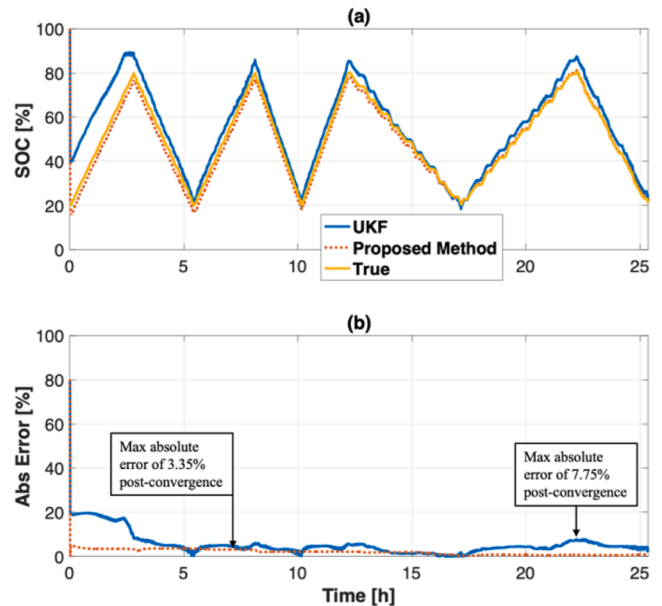 (a)
100
80
60
40
20
0
SOC [%]
0
5
10
15
20
25
UKF
Proposed Method
True
(b)
100
80
60
40
20
0
Abs Error [%]
Max absolute
error of 3.35%
post-convergence
Max absolute
error of 7.75%
post-convergence
0
5
10
15
20
25
Time [h]